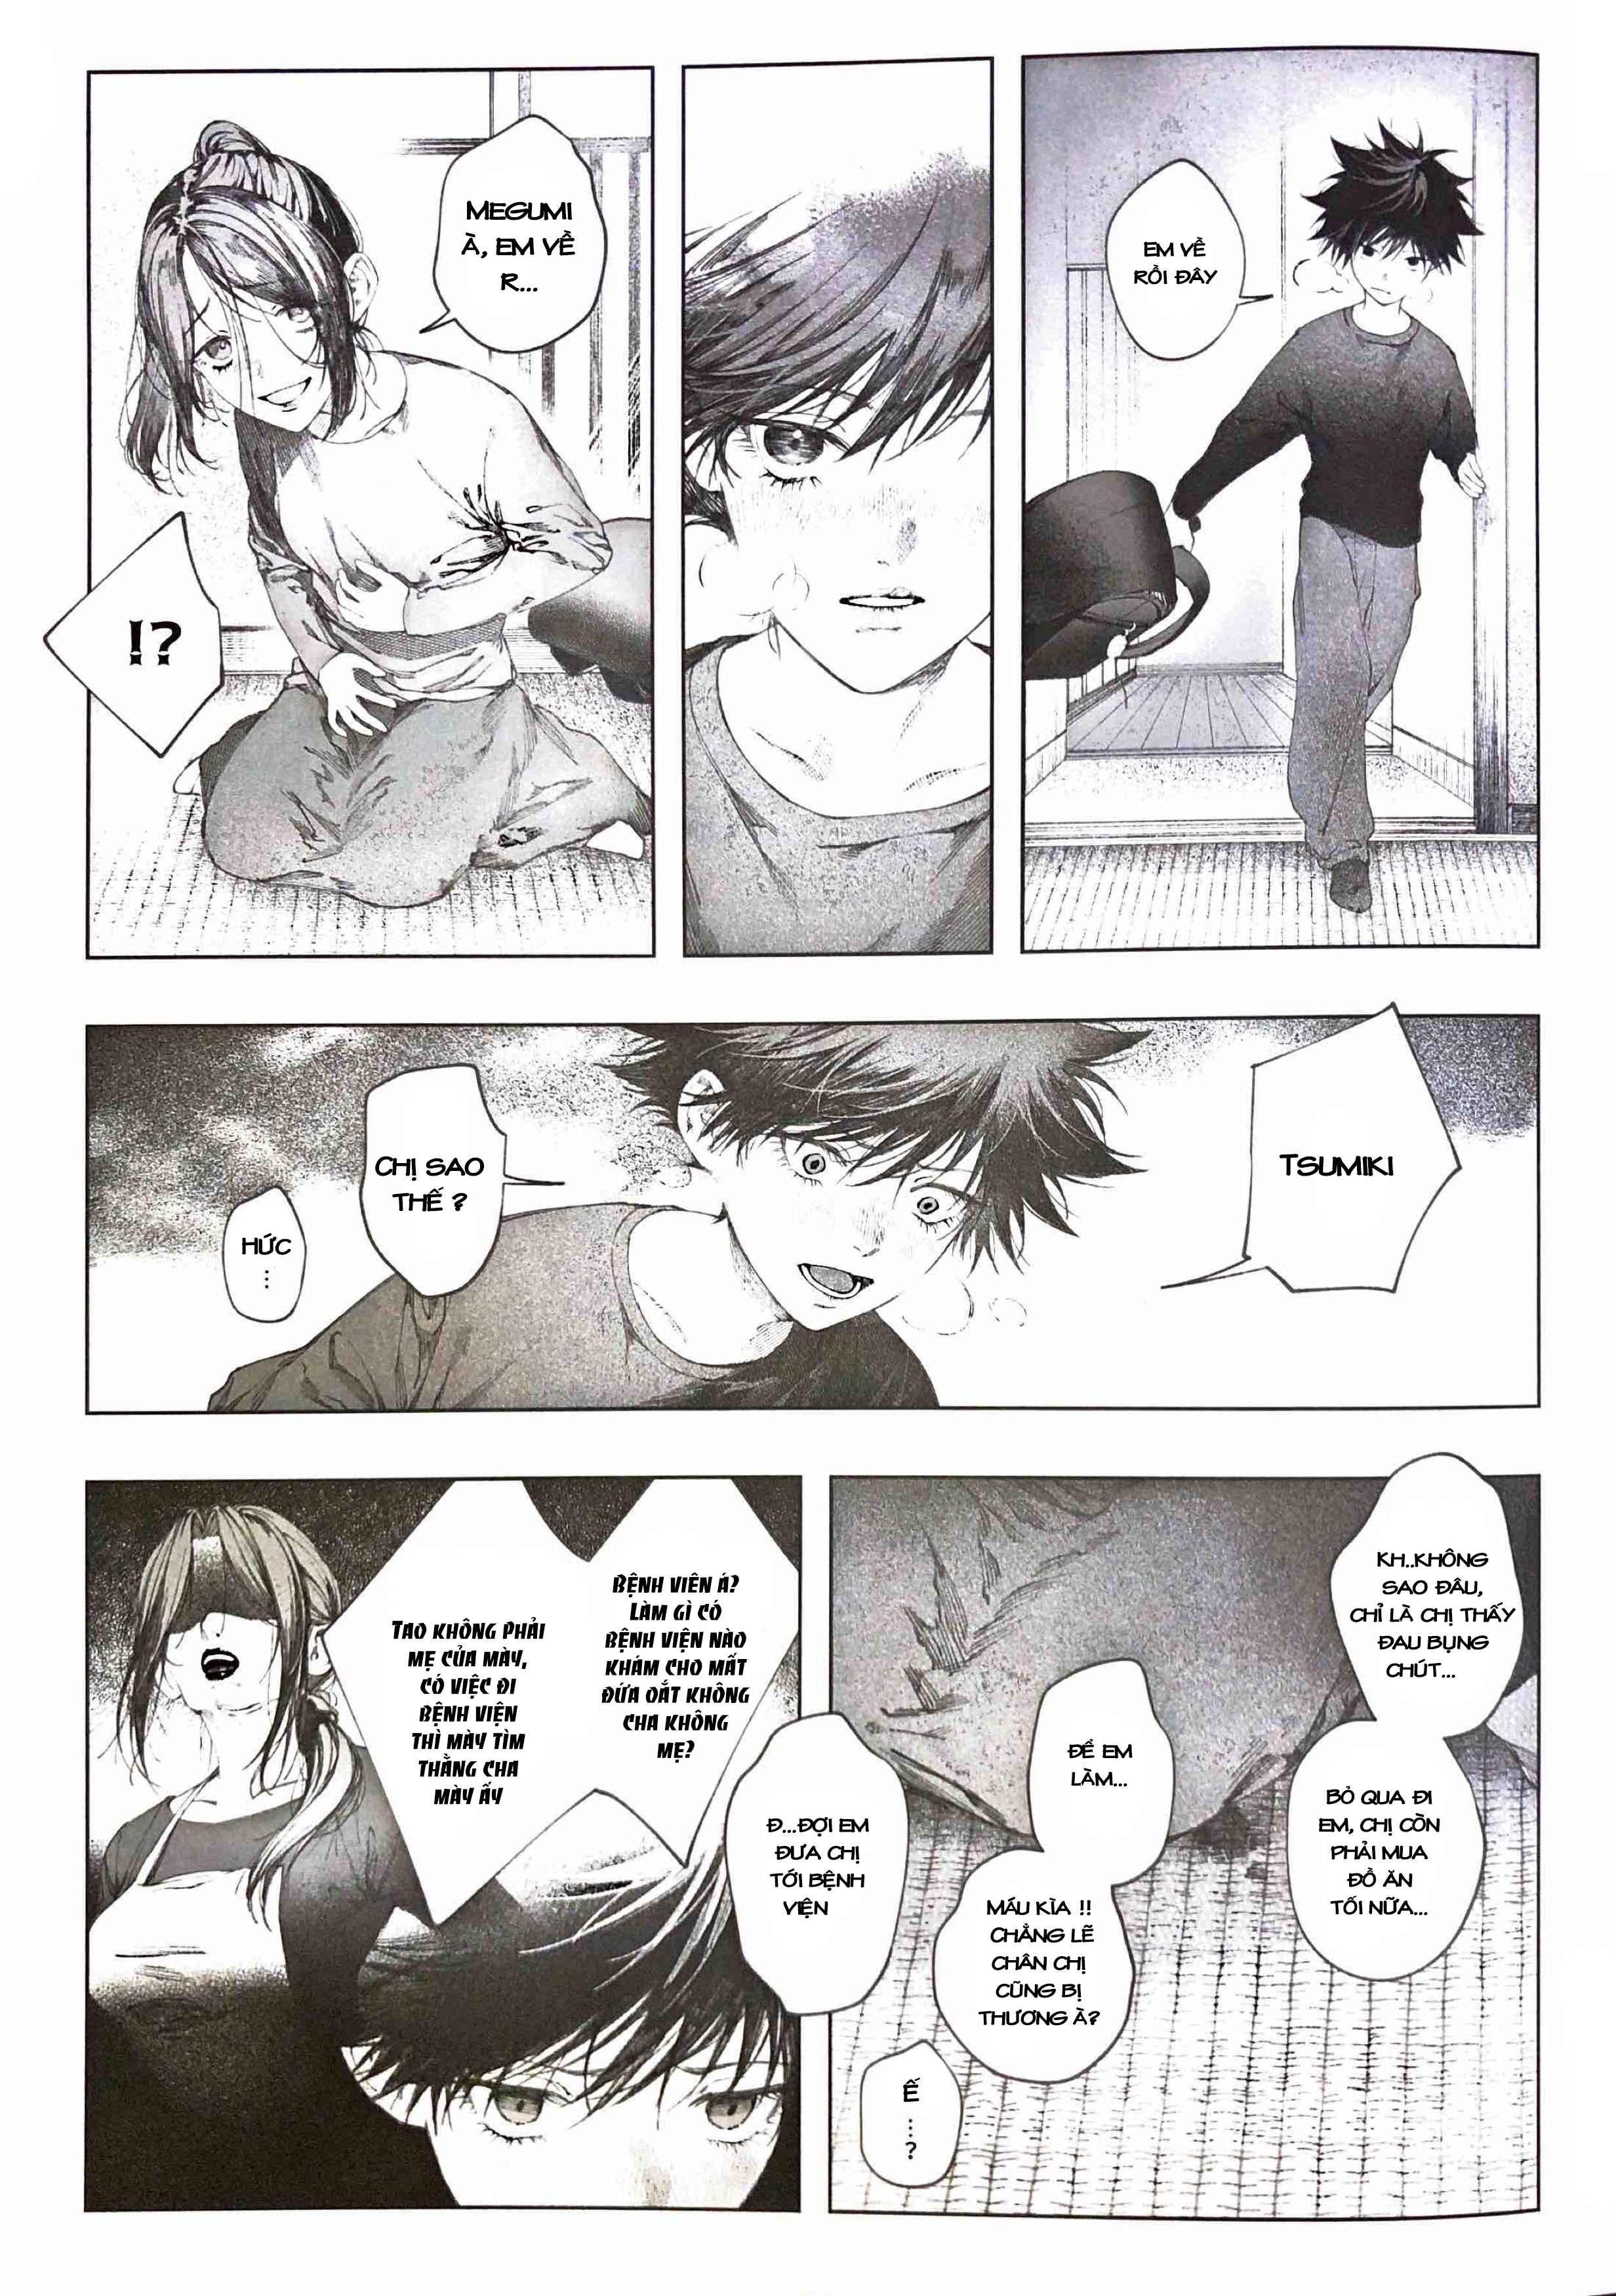 EM VỀ
RỒI ĐÂY
MEGUMI
À, EM VỀ
R...
!?
TSUMIKI
CHỊ SAO
THẾ ?
HỨC
...
KH..KHÔNG
SAO ĐÂU,
CHỈ LÀ CHỊ THẤY
ĐAU BỤNG
CHÚT...
BỎ QUA ĐI
EM, CHỊ CÒN
PHẢI MUA
ĐỒ ĂN
TỐI NỮA...
ĐỀ EM
LÀM...
MÁU KÌA !!
CHẲNG LẼ
CHÂN CHỊ
CŨNG BỊ
THƯƠNG À?
Ế
...?
Đ...ĐỢI EM
ĐƯA CHỊ
TỚI BỆNH
VIỆN
BỆNH VIÊN Á?
LÀM GÌ CÓ
BỆNH VIỆN NÀO
KHÁM CHO MẤT
ĐỨA OẮT KHÔNG
CHA KHÔNG
MẸ?
TAO KHÔNG PHẢI
MẸ CỦA MÀY,
CÓ VIỆC ĐI
BỆNH VIỆN
THÌ MÀY TÌM
THẰNG CHA
MÀY ẤY